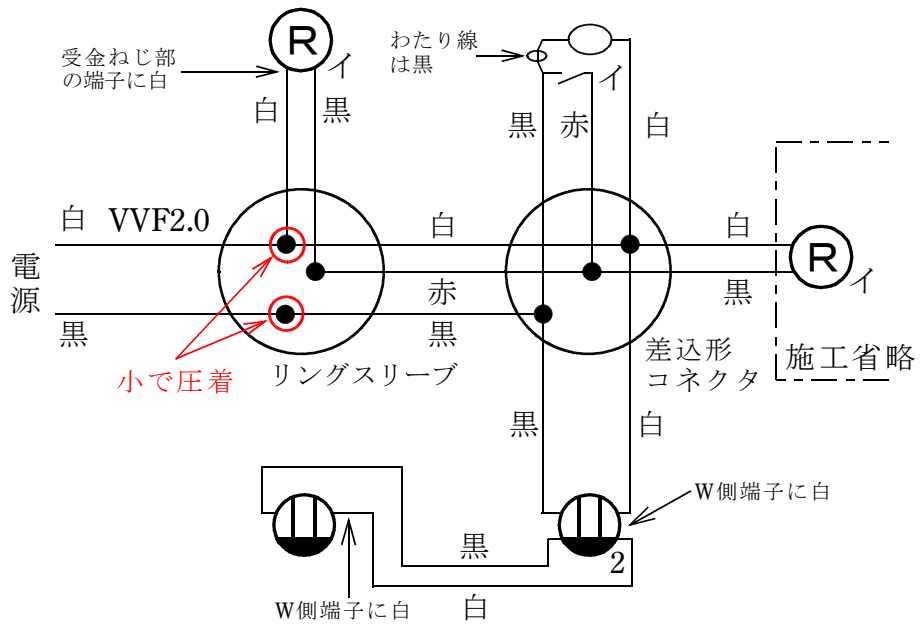 受金ねじ部
の端子に白
R
イ
白
黒
わたり線
は黒
イ
黒
赤
白
白
VVF2.0
白
白
電源
R
イ
赤
黒
黒
黒
小で圧着
リングスリーブ
差込形
コネクタ
施工省略
黒
白
W側端子に白
2
黒
白
W側端子に白